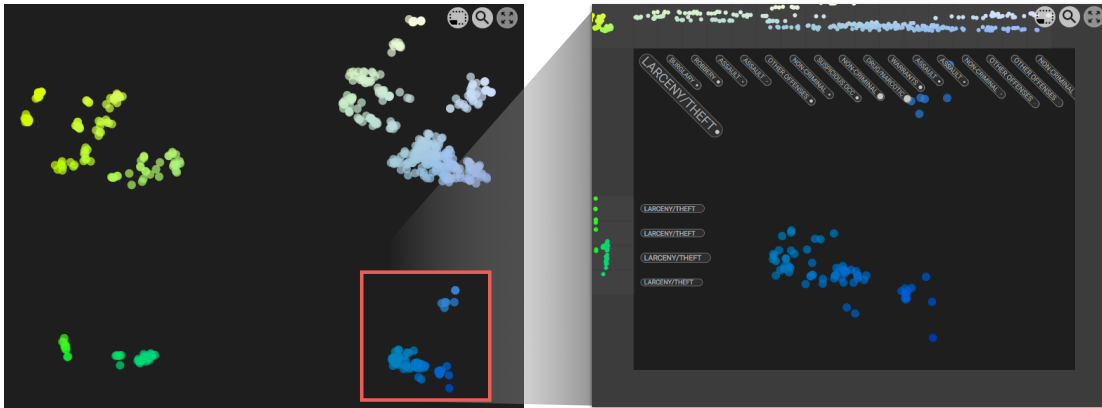 LARCENY/THEFT
BURGLARY
ROBBERY
ASSAULT
ASSAULT
OTHER OFFENSES
NON-CRIMINAL
SUSPICIOUS OCC
NON-CRIMINAL
DRUG/NARCOTIC
WARRANTS
ASSAULT
ASSAULT
NON-CRIMINAL
OTHER OFFENSES
OTHER OFFENSES
NON-CRIMINAL
LARCENY/THEFT
LARCENY/THEFT
LARCENY/THEFT
LARCENY/THEFT